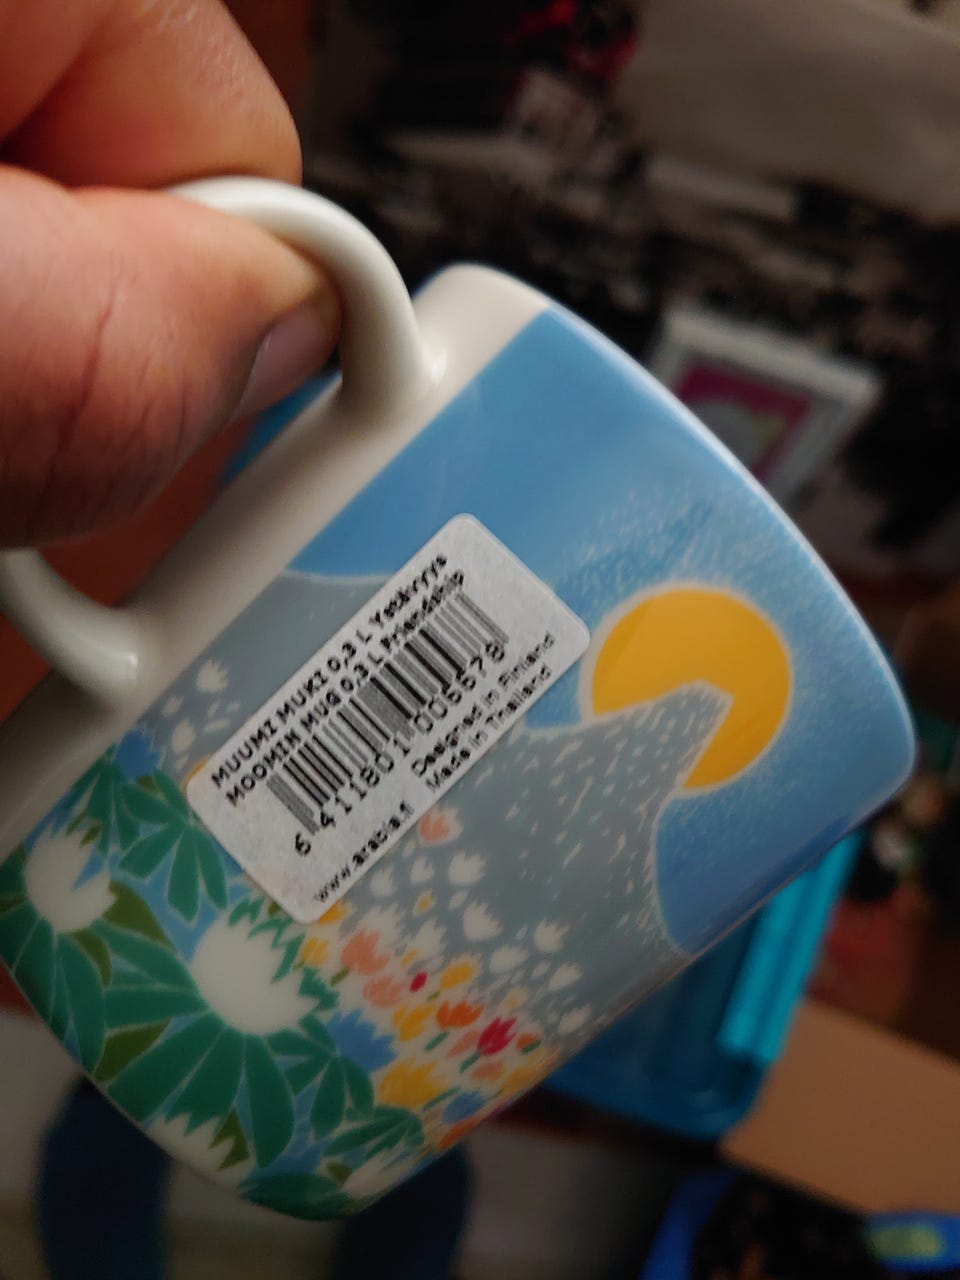 MUUMI MUKI 0,3 L Ystävyys
MOOMIN MUG 0.3 L Friendship
6 411801 005578
Designed in Finland
www.arabia.fi Made in Thailand